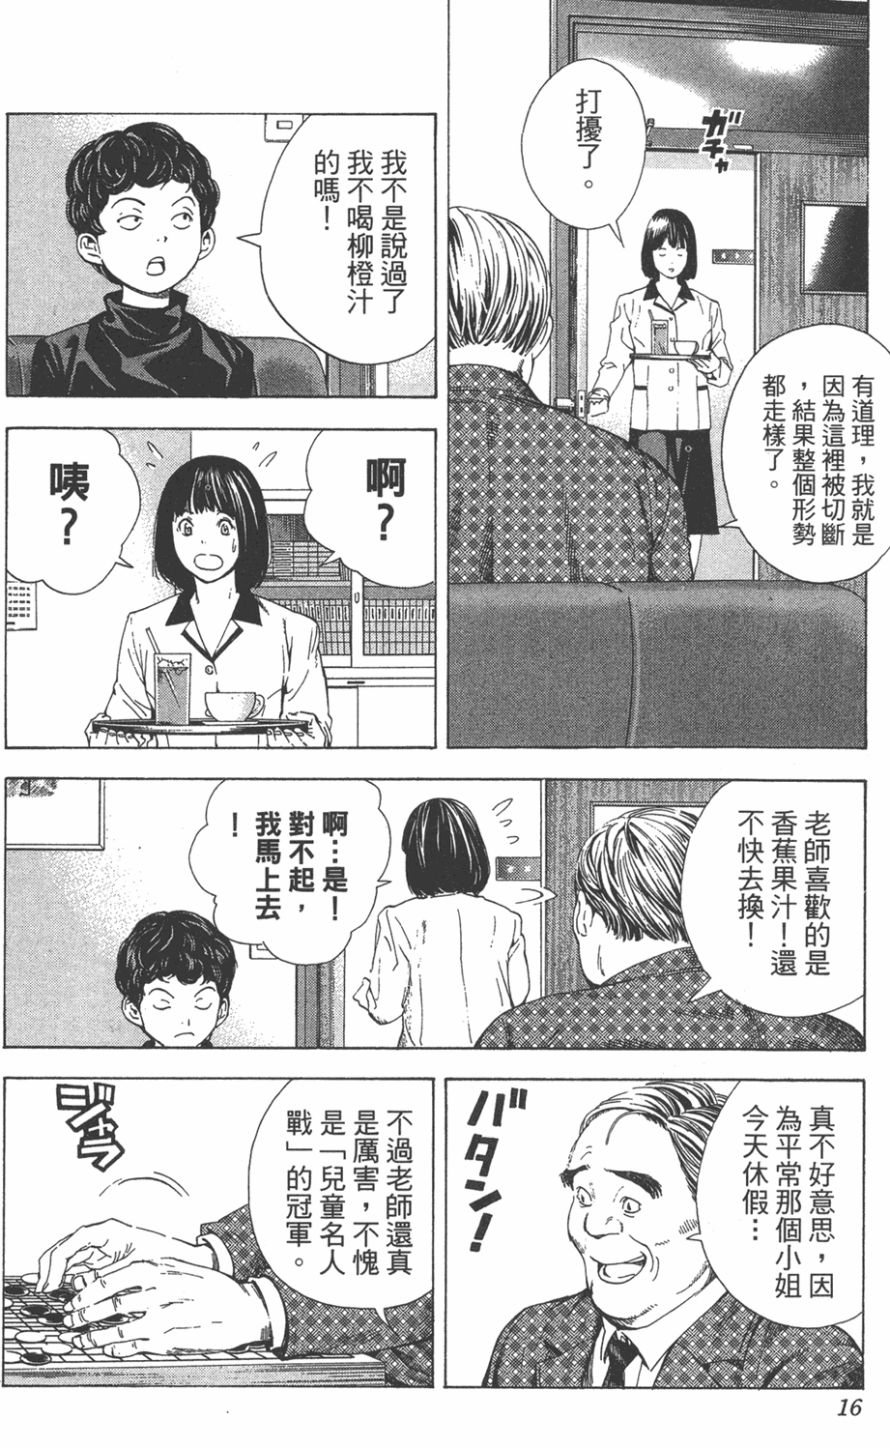 打擾了。
ガチャ
有道理，我就是
因為這裡被切斷
，結果整個形勢
都走樣了。
我不是說過了
我不喝柳橙汁
的嗎！
啊？
咦？
老師喜歡的是
香蕉果汁！還
不快去換！
啊…是！
對不起，
我馬上去
！
真不好意思，因
為平常那個小姐
今天休假…
バタン！
不過老師還真
是厲害，不愧
是「兒童名人
戰」的冠軍。
ジャラ
16